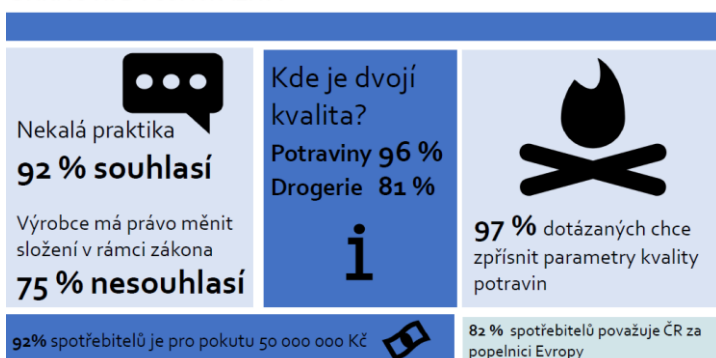 Nekalá praktika
92 % souhlasí
Výrobce má právo měnit
složení v rámci zákona
75 % nesouhlasí
Kde je dvojí
kvalita?
Potraviny 96 %
Drogerie 81 %
i
97 % dotázaných chce
zpřísnit parametry kvality
potravin
92% spotřebitelů je pro pokutu 50 000 000 Kč
82 % spotřebitelů považuje ČR za
popelnici Evropy